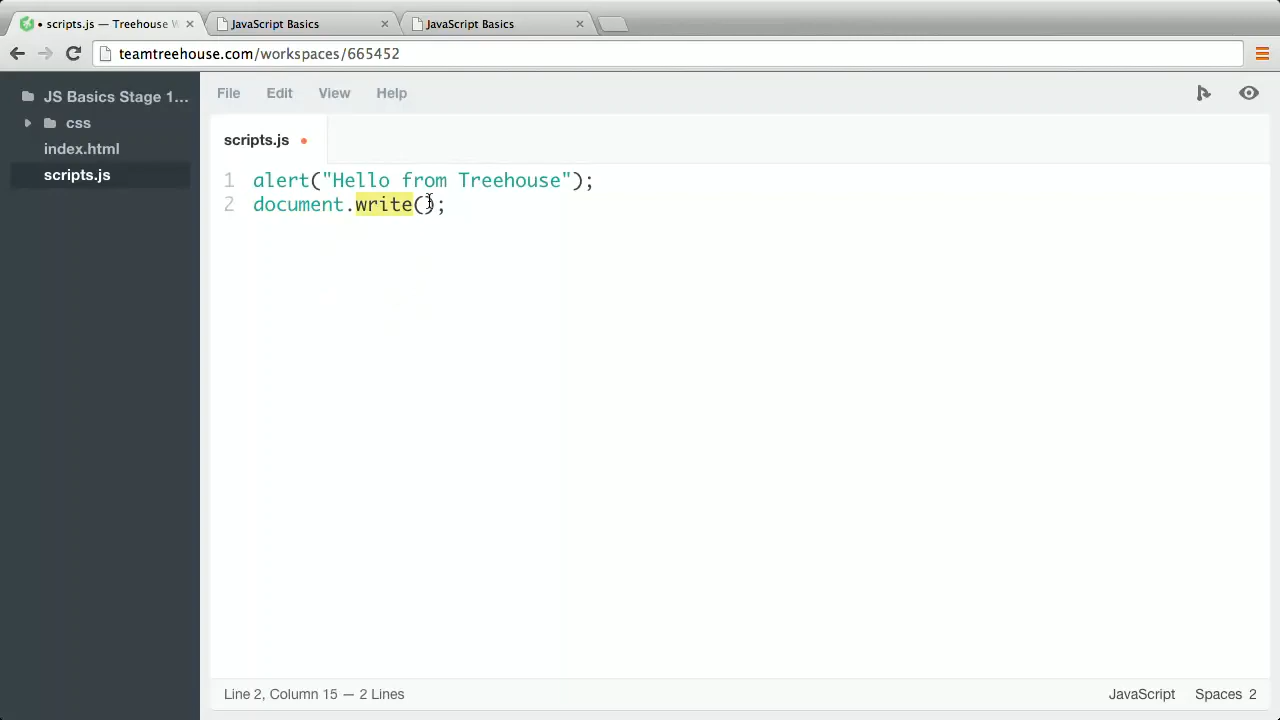 • scripts.js — Treehouse W
JavaScript Basics
JavaScript Basics
teamtreehouse.com/workspaces/665452
JS Basics Stage 1...
File Edit View Help
css
index.html
scripts.js
scripts.js
1 alert("Hello from Treehouse");
2 document.write();
Line 2, Column 15 — 2 Lines
JavaScript Spaces 2